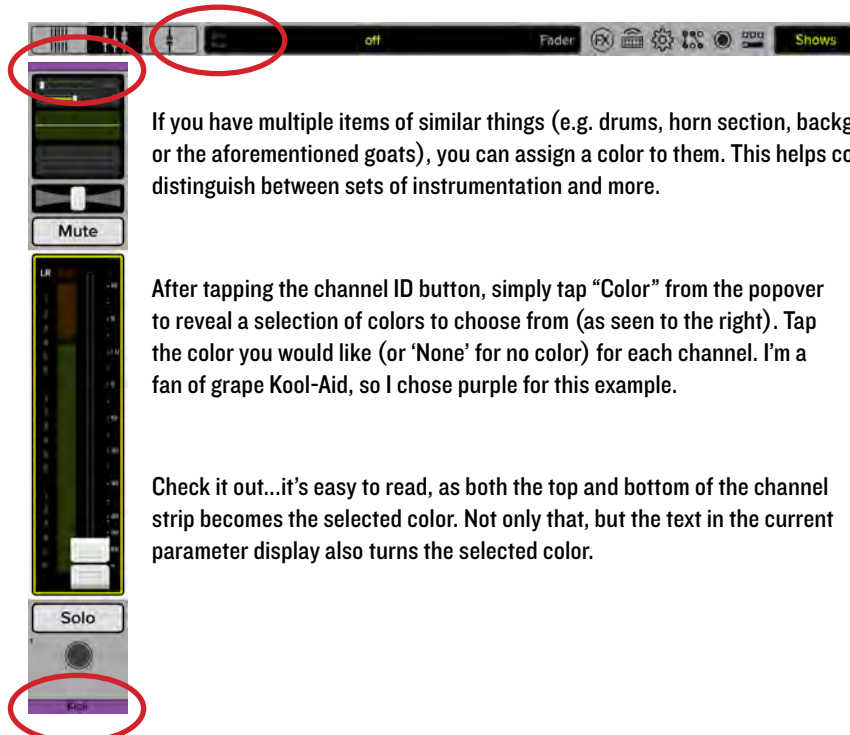 off Fader FX Shows
If you have multiple items of similar things (e.g. drums, horn section, backg
or the aforementioned goats), you can assign a color to them. This helps co
distinguish between sets of instrumentation and more.
Mute
LR
After tapping the channel ID button, simply tap “Color” from the popover
to reveal a selection of colors to choose from (as seen to the right). Tap
the color you would like (or ‘None’ for no color) for each channel. I’m a
fan of grape Kool-Aid, so I chose purple for this example.
Check it out...it’s easy to read, as both the top and bottom of the channel
strip becomes the selected color. Not only that, but the text in the current
parameter display also turns the selected color.
Solo
Kick